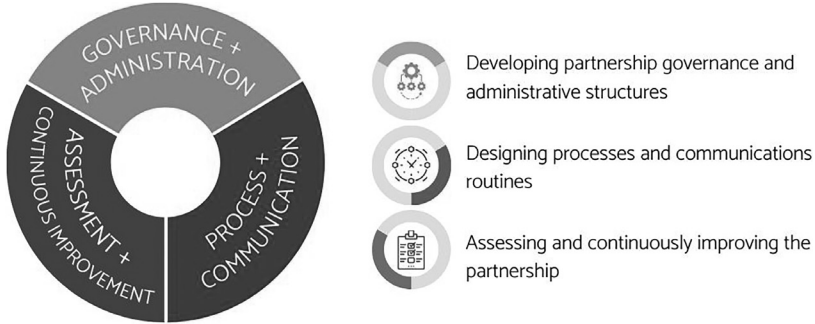 GOVERNANCE +
ADMINISTRATION
ASSESSMENT +
CONTINUOUS IMPROVEMENT
PROCESS +
COMMUNICATION
Developing partnership governance and
administrative structures
Designing processes and communications
routines
Assessing and continuously improving the
partnership